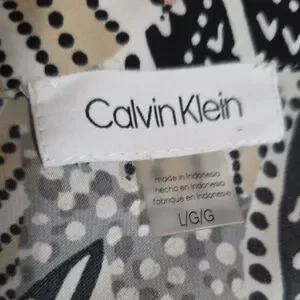 Calvin Klein
made in Indonesia
hecho en Indonesia
fabriqué en Indonésie
L/G/G